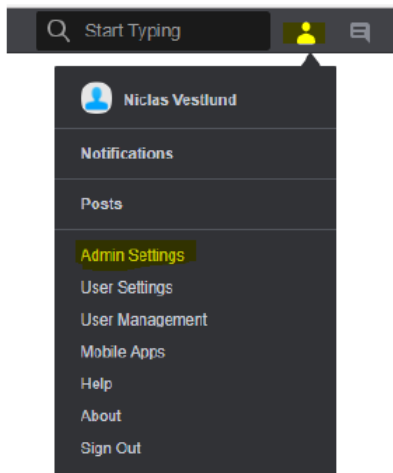 Start Typing
Niclas Vestlund
Notifications
Posts
Admin Settings
User Settings
User Management
Mobile Apps
Help
About
Sign Out